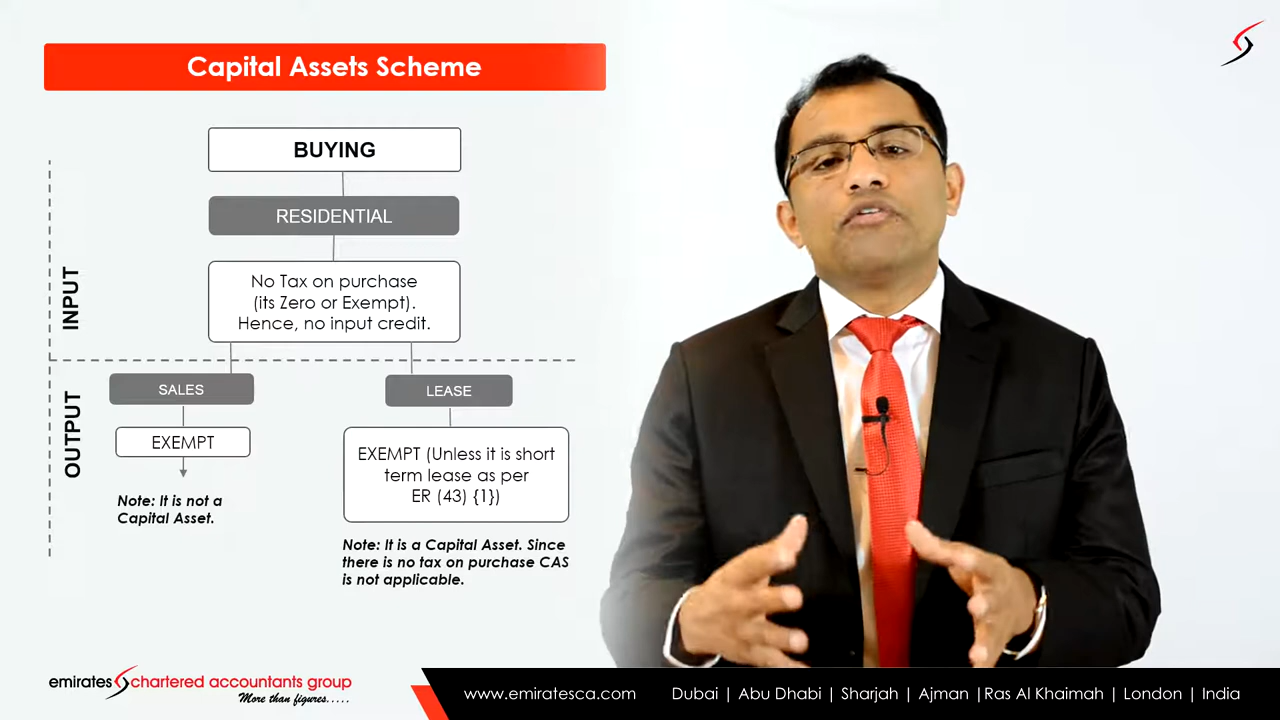 Capital Assets Scheme
BUYING
RESIDENTIAL
No Tax on purchase
(its Zero or Exempt).
Hence, no input credit.
INPUT
OUTPUT
SALES
EXEMPT
Note: It is not a
Capital Asset.
LEASE
EXEMPT (Unless it is short
term lease as per
ER (43) {1})
Note: It is a Capital Asset. Since
there is no tax on purchase CAS
is not applicable.
emirates chartered accountants group
More than figures.....
www.emiratesca.com
Dubai | Abu Dhabi | Sharjah | Ajman |Ras Al Khaimah | London | India